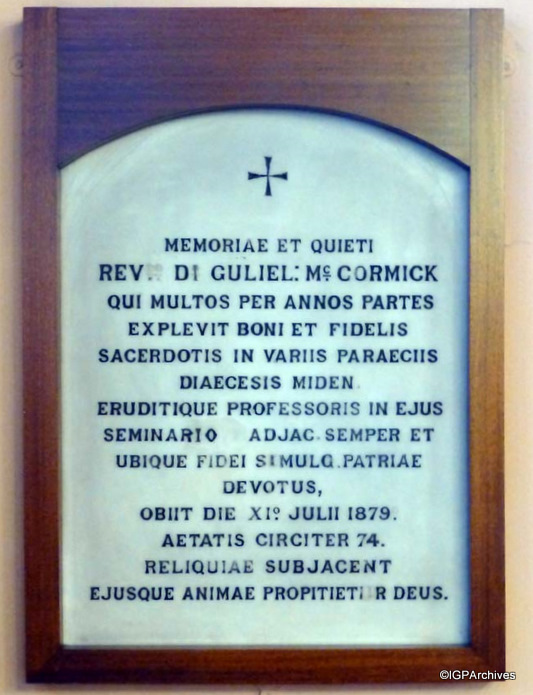 MEMORIAE ET QUIETI
REV. DI GULIEL: Mc CORMICK
QUI MULTOS PER ANNOS PARTES
EXPLEVIT BONI ET FIDELIS
SACERDOTIS IN VARIIS PARAECIIS
DIAECESIS MIDEN.
ERUDITIQUE PROFESSORIS IN EJUS
SEMINARIO ADJAC. SEMPER ET
UBIQUE FIDEI SIMULQ. PATRIAE
DEVOTUS,
OBIIT DIE XIº JULII 1879.
AETATIS CIRCITER 74.
RELIQUIAE SUBJACENT
EJUSQUE ANIMAE DEUS.
©IGPArchives